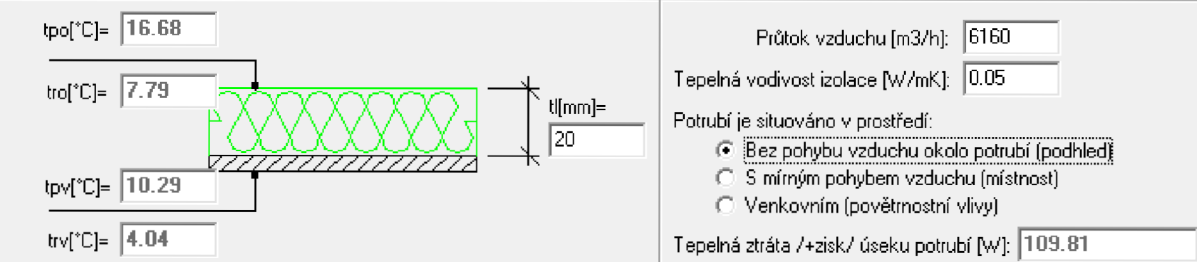 tpo[°C]= 16.68
tro[°C]= 7.79
tl[mm]=
20
tpv[°C]= 10.29
trv[°C]= 4.04
Průtok vzduchu [m3/h]: 6160
Tepelná vodivost izolace [W/mK]: 0.05
Potrubí je situováno v prostředí:
Bez pohybu vzduchu okolo potrubí (podhled)
S mírným pohybem vzduchu (místnost)
Venkovním (povětrnostní vlivy)
Tepelná ztráta /+zisk/ úseku potrubí [W]: 109.81